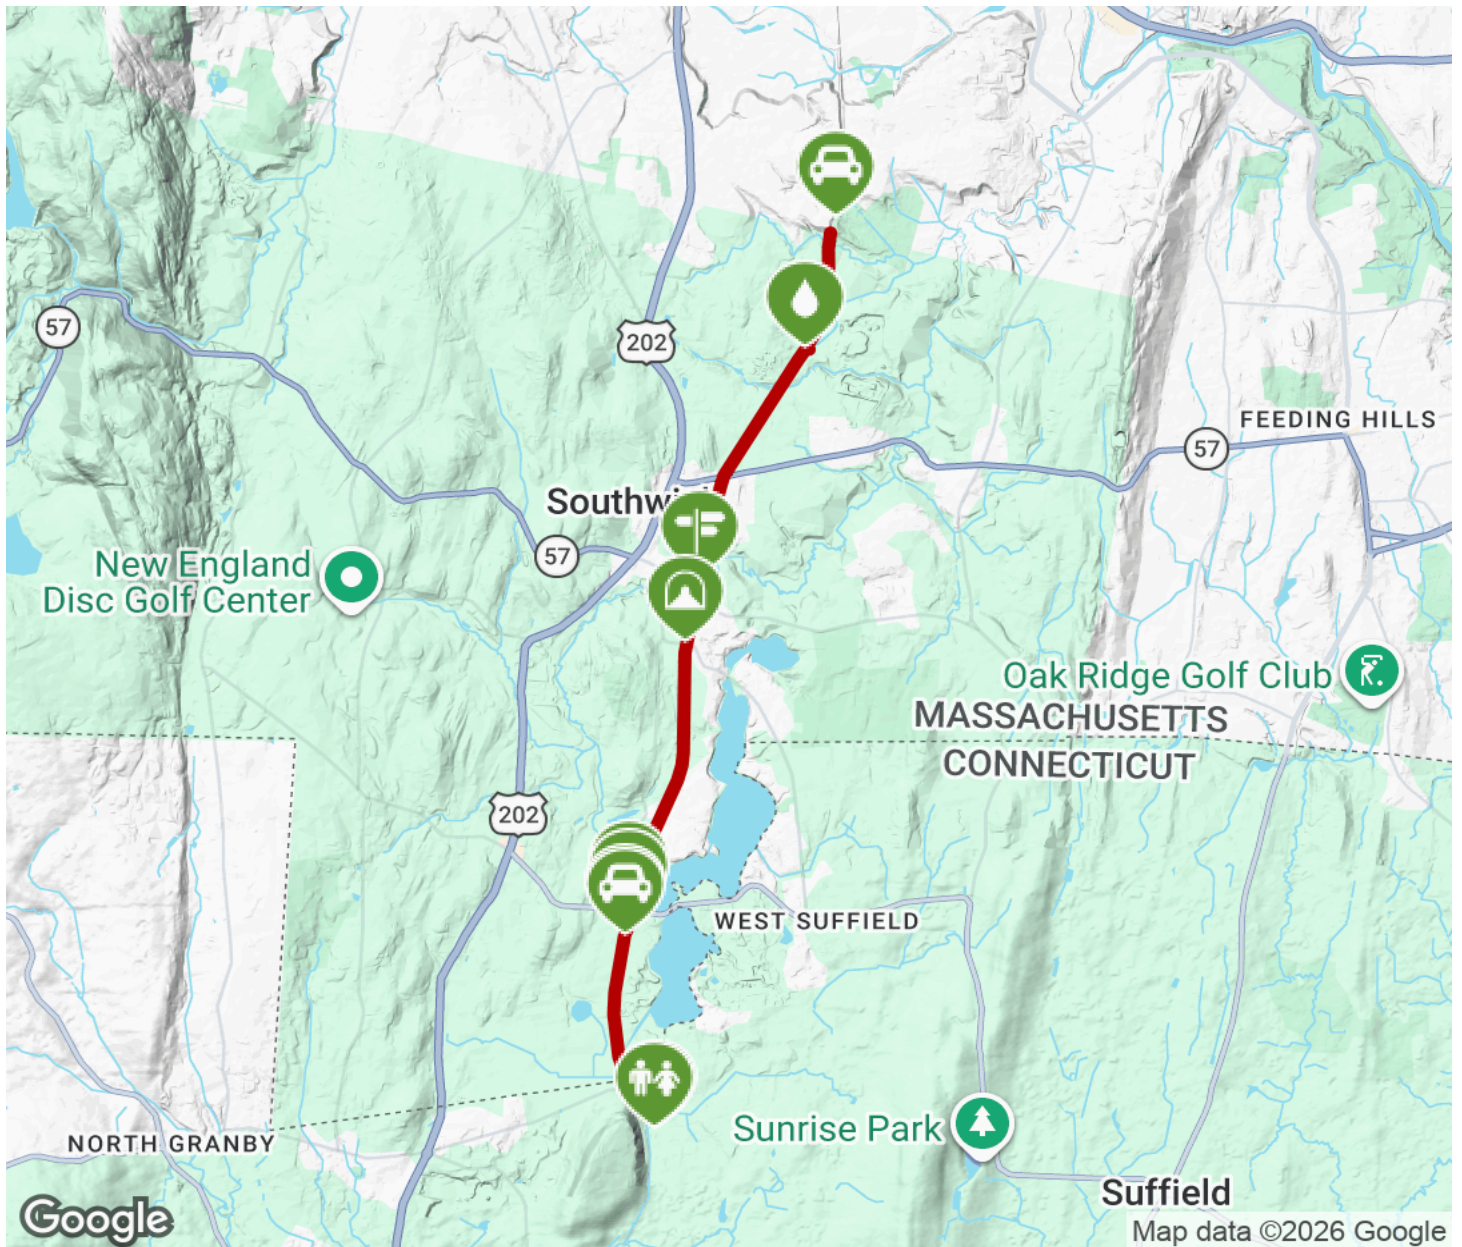 57
202
FEEDING HILLS
57
Southwi
57
New England
Disc Golf Center
Oak Ridge Golf Club
MASSACHUSETTS
CONNECTICUT
202
WEST SUFFIELD
Sunrise Park
NORTH GRANBY
Suffield
Google
Map data ©2026 Google